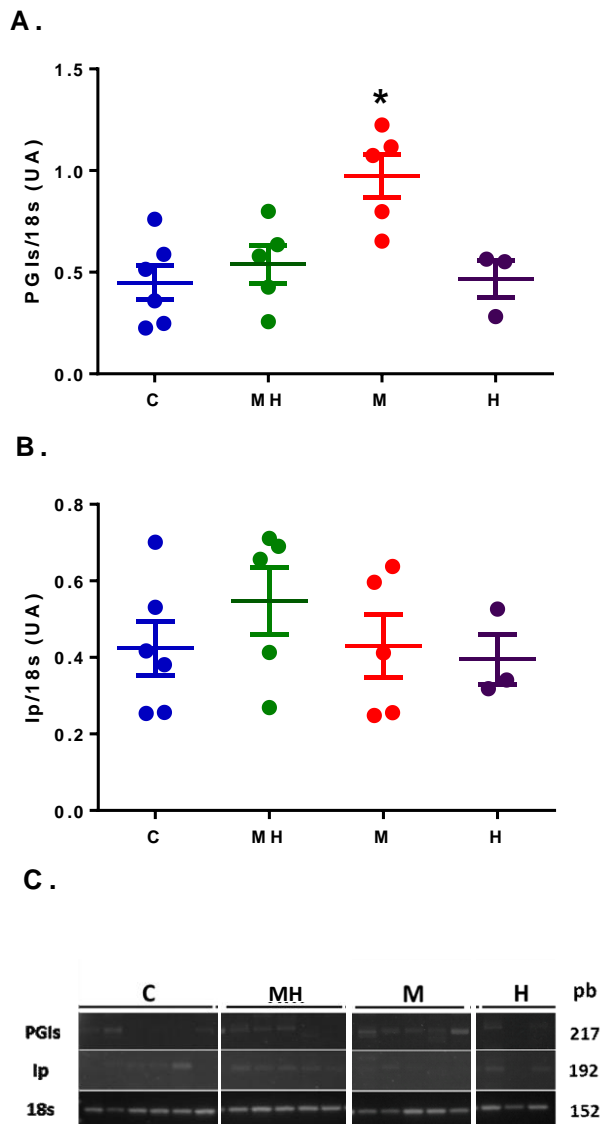 A.
PGIs/18s (UA)
1.5
1.0
0.5
0.0
*
C MH M H
B.
Ip/18s (UA)
0.8
0.6
0.4
0.2
0.0
C MH M H
C.
C MH M H pb
PGIs 217
Ip 192
18s 152